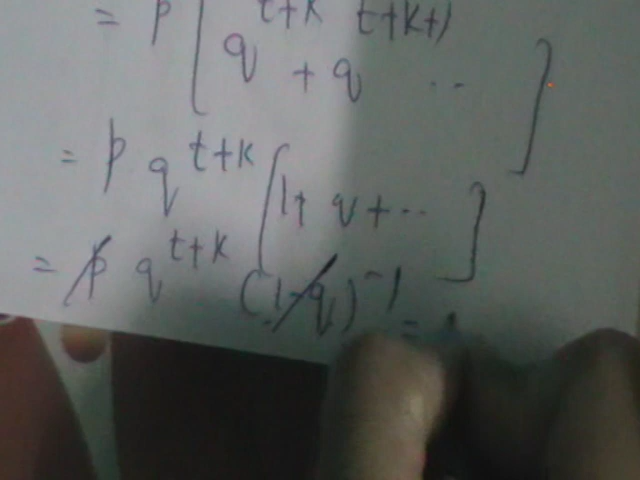 = p [ q^{t+k} + q^{t+k+1} .. ]
= p q^{t+k} [ 1 + q + ... ]
= p q^{t+k} (1-q)^{-1} =